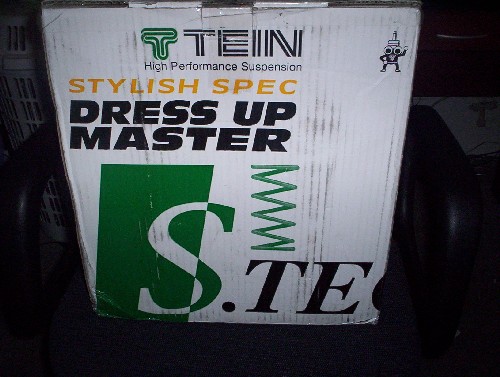 TEIN
High Performance Suspension
STYLISH SPEC
DRESS UP
MASTER
S.TE